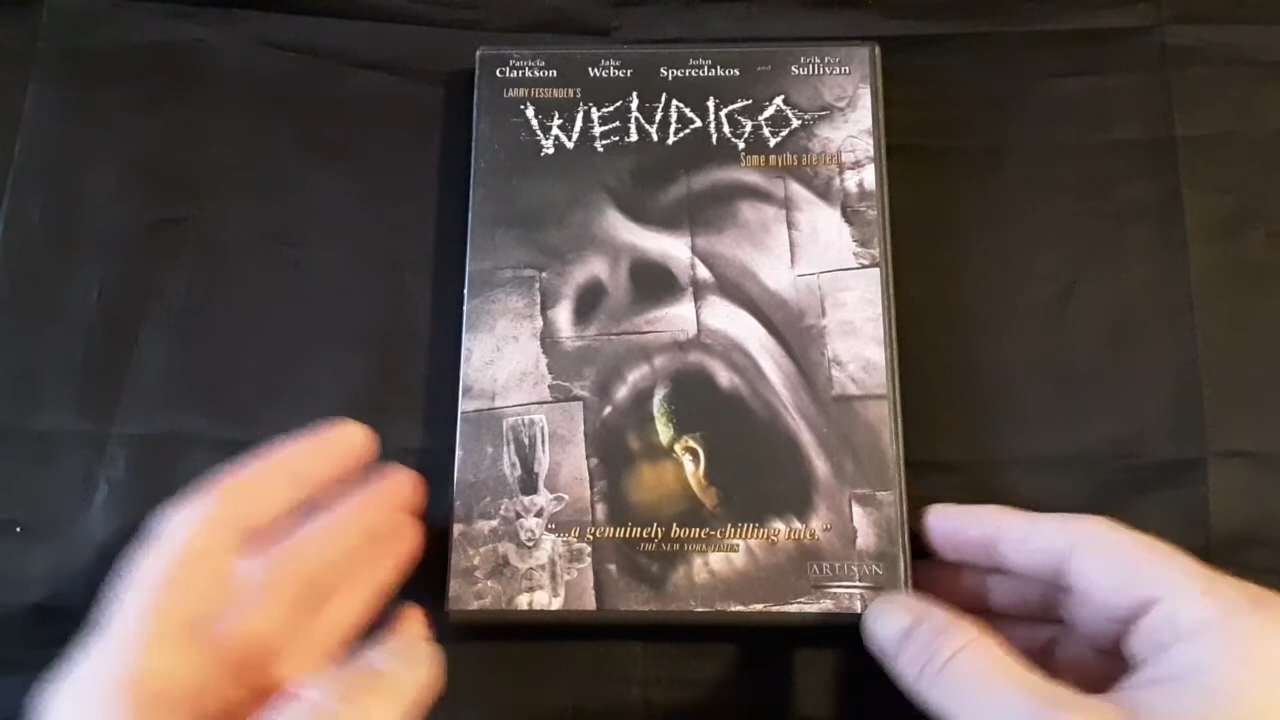 Patricia Clarkson Jake Weber John Speredakos and Erik Per Sullivan
LARRY FESSENDEN'S
WENDIGO
Some myths are real
"...a genuinely bone-chilling tale."
-THE NEW YORK TIMES
ARTISAN